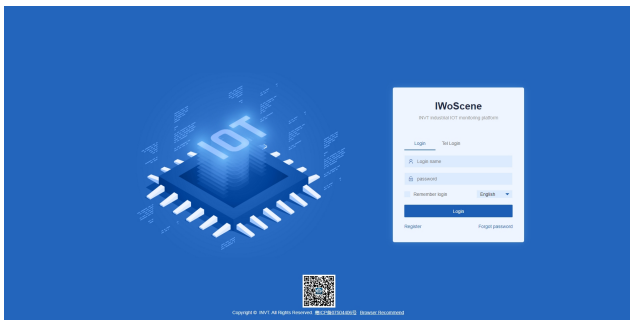 IOT
IWoScene
INVT industrial IOT monitoring platform
Login Tel Login
Login name
password
Remember login English
Login
Register Forgot password
Copyright © INVT. All Rights Reserved. Browser Recommend